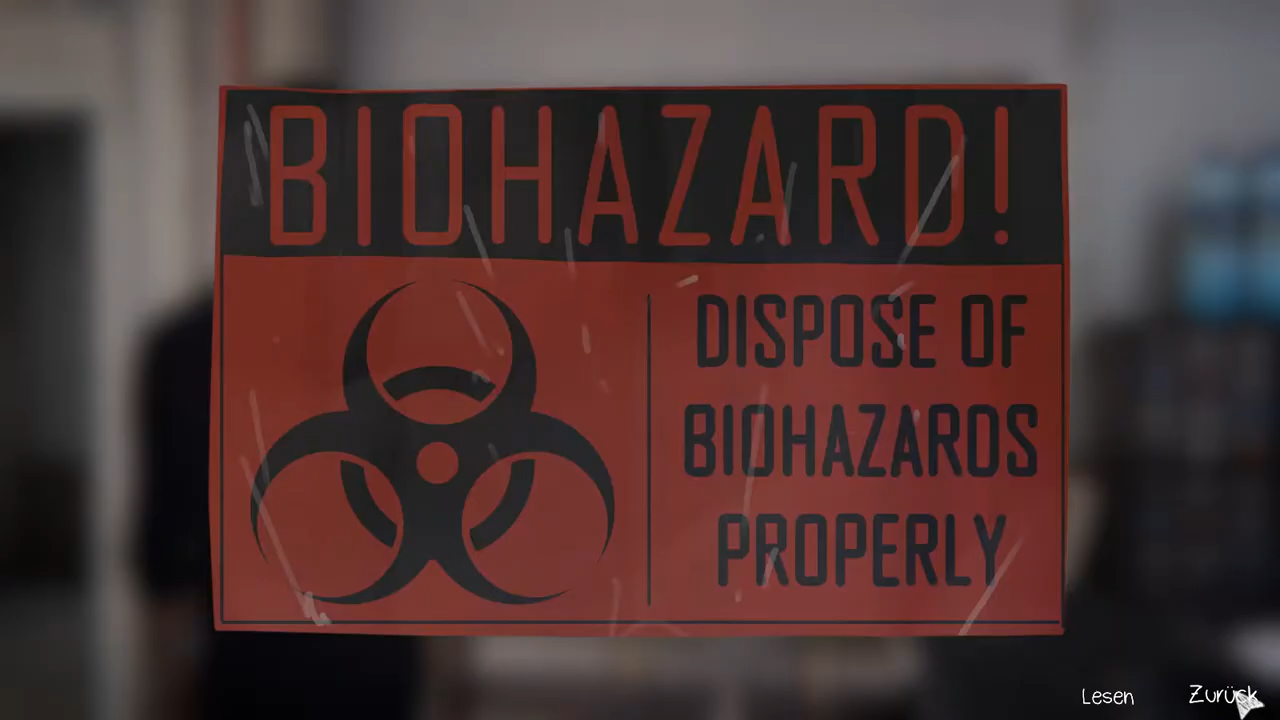 BIOHAZARD!
DISPOSE OF
BIOHAZARDS
PROPERLY
Lesen Zurück